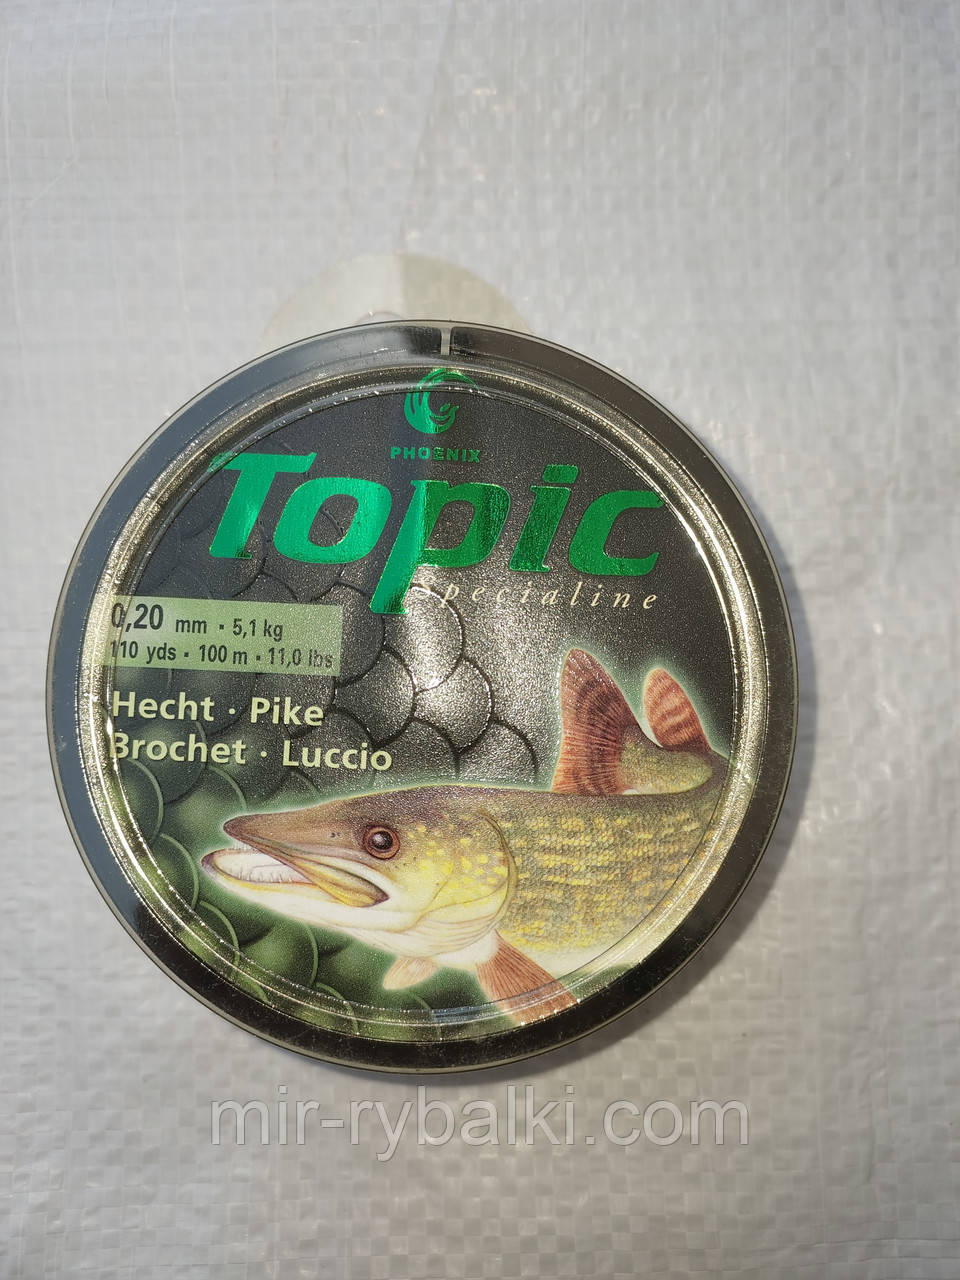 PHOENIX
Topic
Specialine
0,20 mm • 5,1 kg
110 yds • 100 m • 11,0 lbs
Hecht · Pike
Brochet · Luccio
mir-rybalki.com